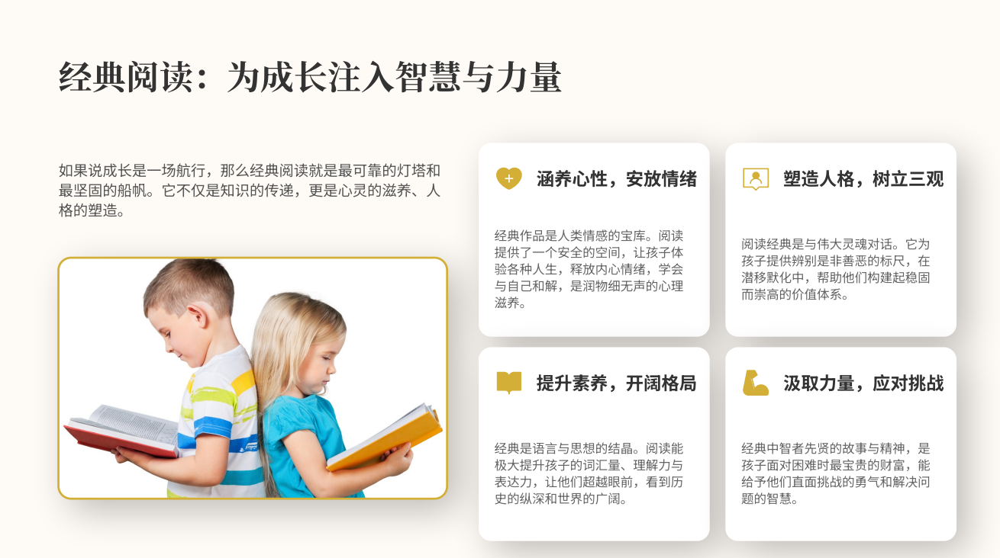 经典阅读：为成长注入智慧与力量
如果说成长是一场航行，那么经典阅读就是最可靠的灯塔和
最坚固的船帆。它不仅是知识的传递，更是心灵的滋养、人
格的塑造。
涵养心性，安放情绪
经典作品是人类情感的宝库。阅读
提供了一个安全的空间，让孩子体
验各种人生，释放内心情绪，学会
与自己和解，是润物细无声的心理
滋养。
塑造人格，树立三观
阅读经典是与伟大灵魂对话。它为
孩子提供辨别是非善恶的标尺，在
潜移默化中，帮助他们构建起稳固
而崇高的价值体系。
提升素养，开阔格局
经典是语言与思想的结晶。阅读能
极大提升孩子的词汇量、理解力与
表达力，让他们超越眼前，看到历
史的纵深和世界的广阔。
汲取力量，应对挑战
经典中智者先贤的故事与精神，是
孩子面对困难时最宝贵的财富，能
给予他们直面挑战的勇气和解决问
题的智慧。